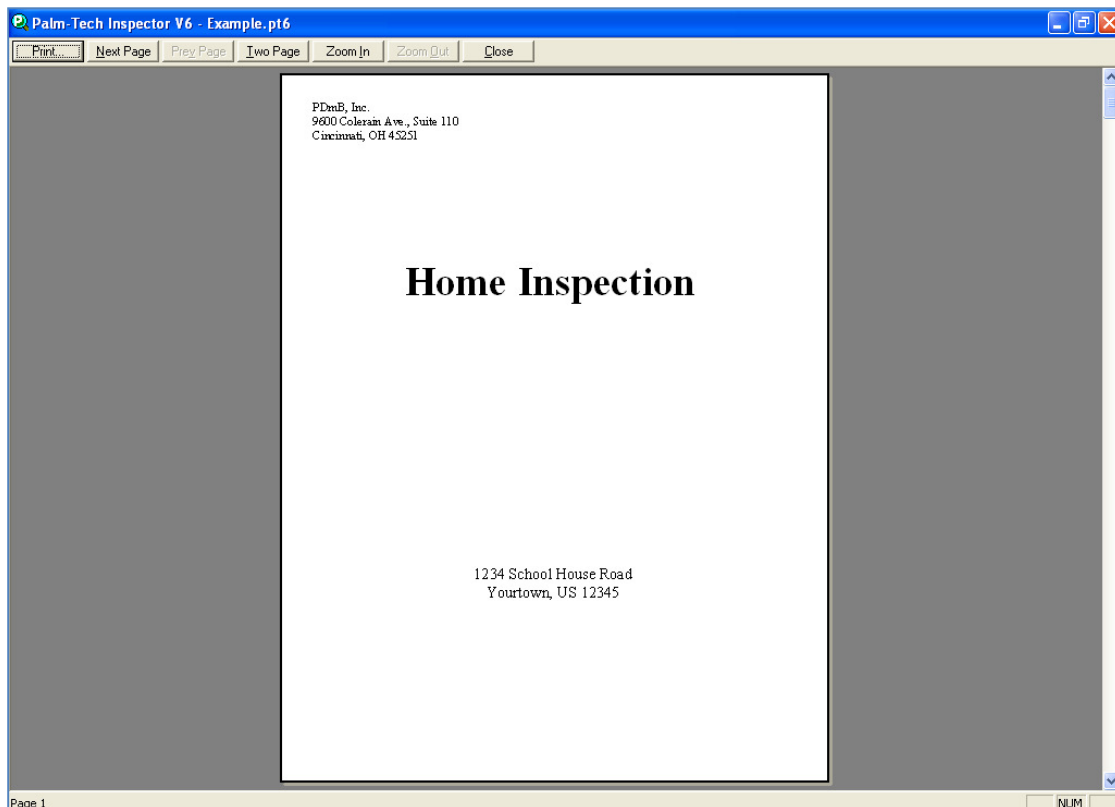 Palm-Tech Inspector V6 - Example.pt6
Print... Next Page Prev Page Two Page Zoom In Zoom Out Close
PDmB, Inc.
9600 Colerain Ave., Suite 110
Cincinnati, OH 45251
Home Inspection
1234 School House Road
Yourtown, US 12345
Page 1 NUM